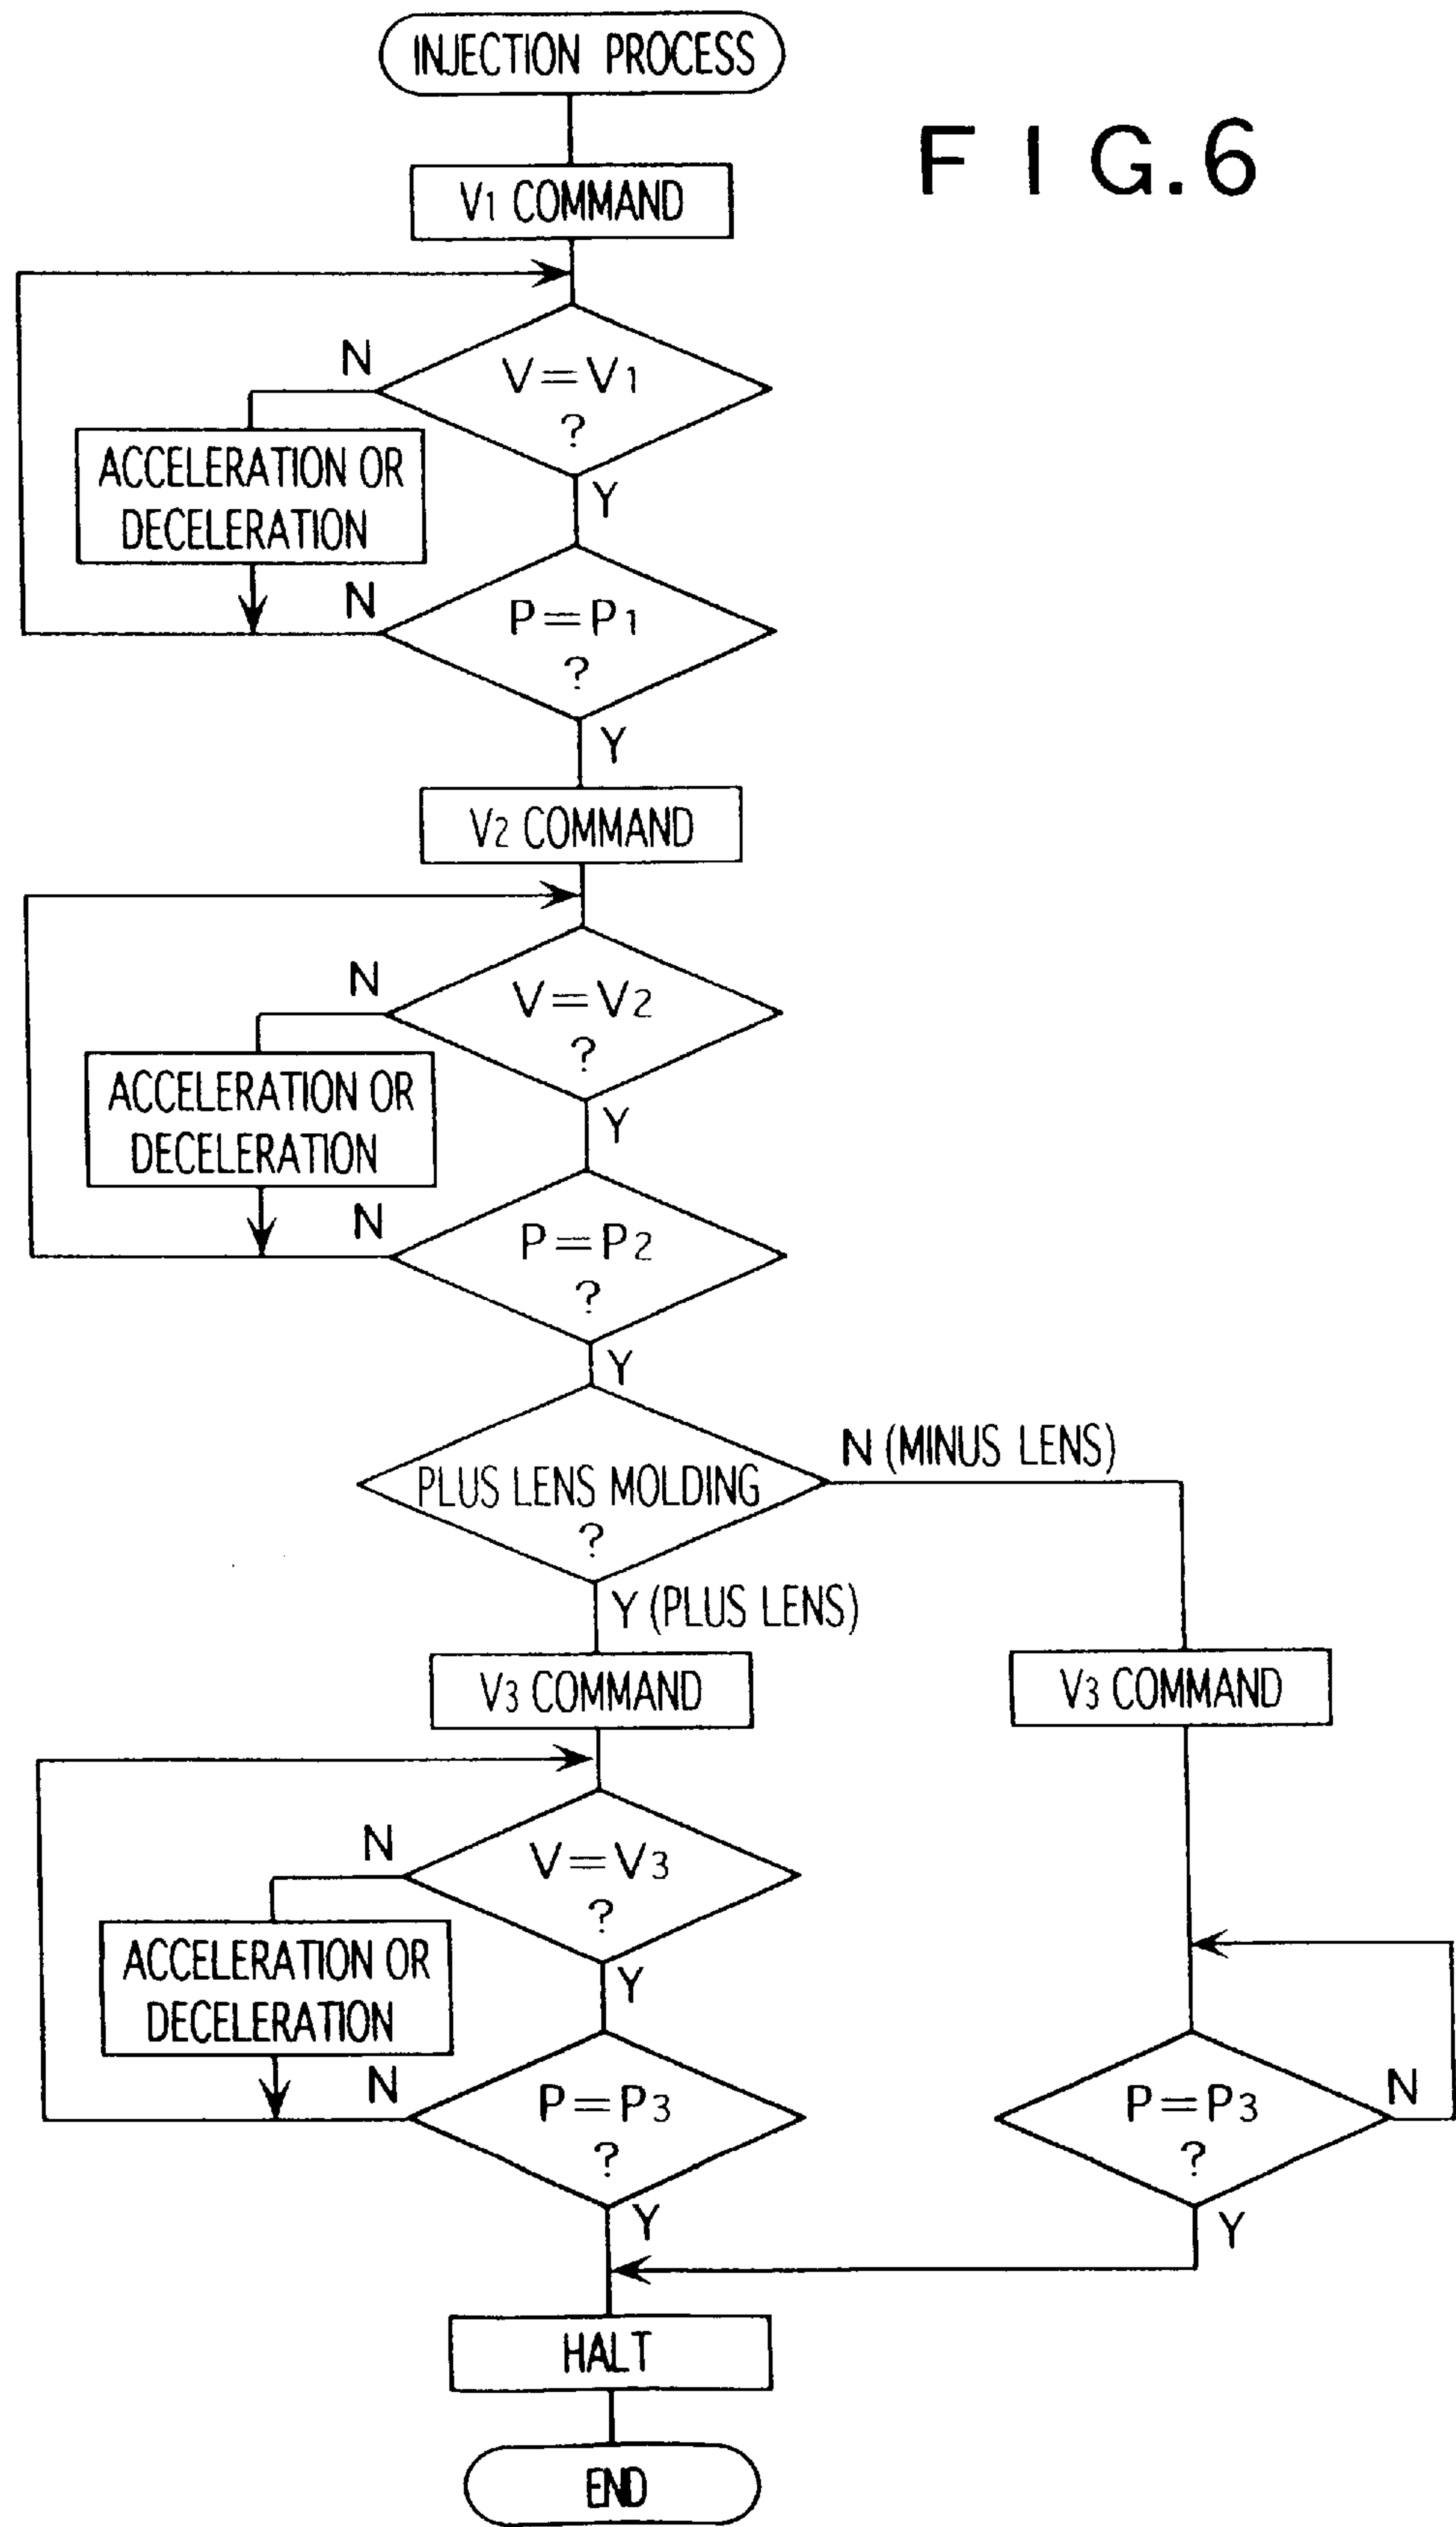 INJECTION PROCESS
FIG.6
V1 COMMAND
N
V=V1
?
ACCELERATION OR
DECELERATION
Y
N
P=P1
?
Y
V2 COMMAND
N
V=V2
?
ACCELERATION OR
DECELERATION
Y
N
P=P2
?
Y
PLUS LENS MOLDING
?
N (MINUS LENS)
Y (PLUS LENS)
V3 COMMAND
V3 COMMAND
N
V=V3
?
ACCELERATION OR
DECELERATION
Y
N
P=P3
?
P=P3
?
N
Y
Y
HALT
END